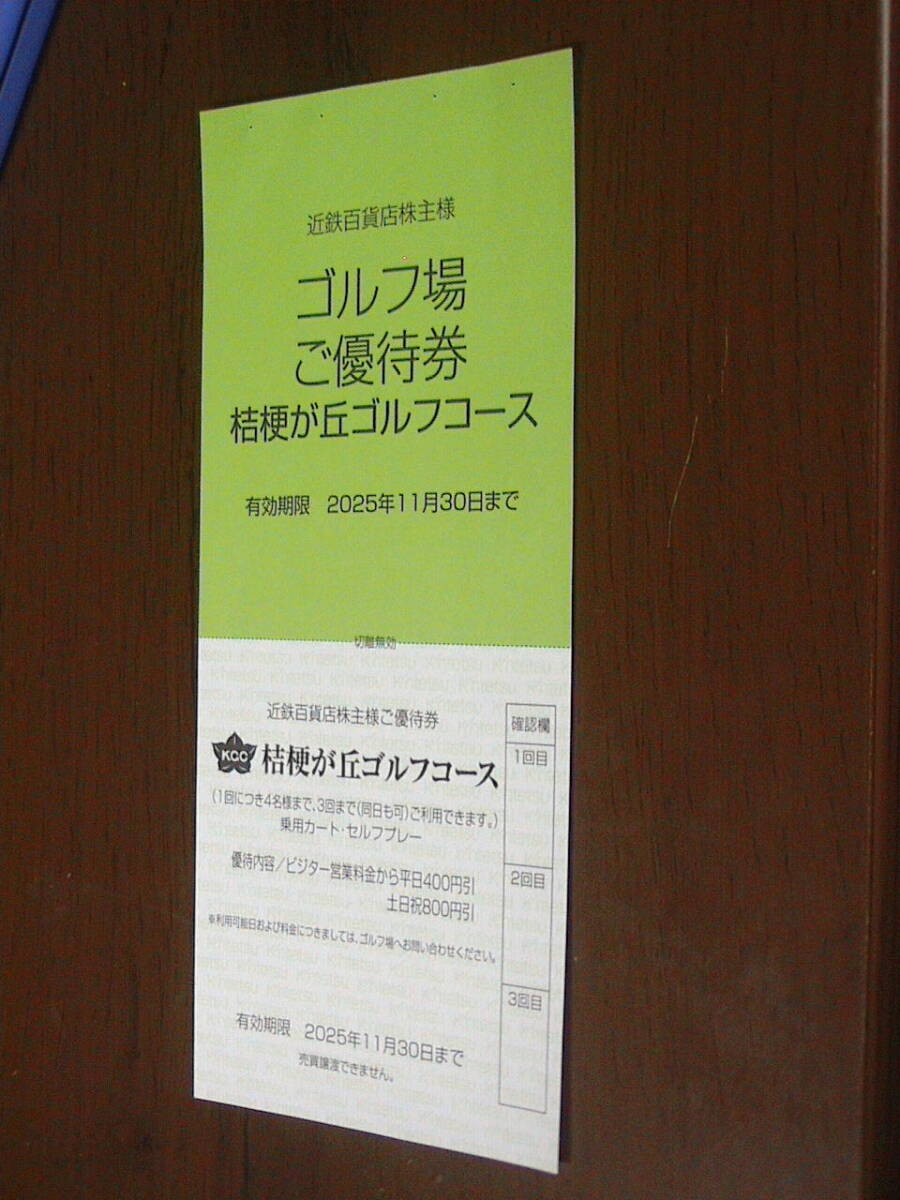 近鉄百貨店株主様
ゴルフ場
ご優待券
桔梗が丘ゴルフコース
有効期限 2025年11月30日まで
切離無効
近鉄百貨店株主様ご優待券
KGC 桔梗が丘ゴルフコース
(1回につき4名様まで、3回まで(同日も可)ご利用できます。)
乗用カート・セルフプレー
優待内容/ビジター営業料金から平日400円引
土日祝800円引
※利用可能日および料金につきましては、ゴルフ場へお問い合わせください。
有効期限 2025年11月30日まで
売買譲渡できません。
確認欄
1回目
2回目
3回目